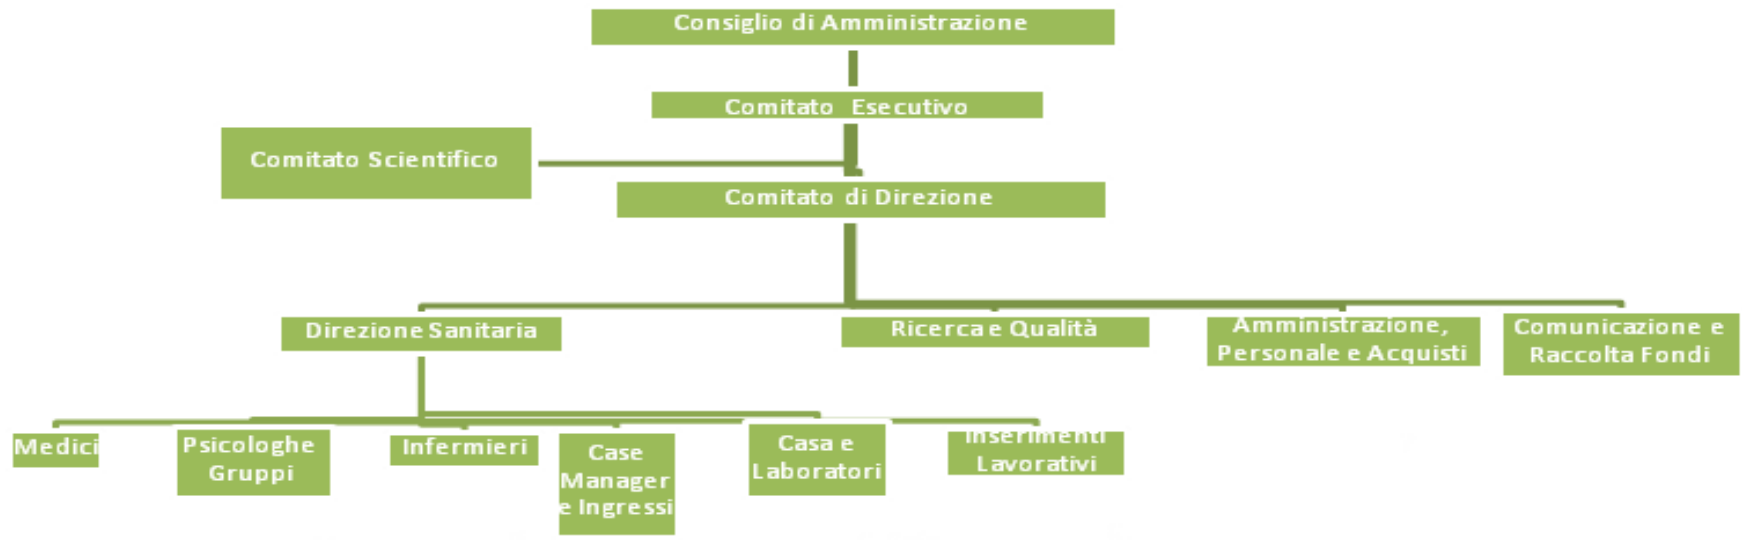 Consiglio di Amministrazione
Comitato Esecutivo
Comitato Scientifico
Comitato di Direzione
Direzione Sanitaria
Ricerca e Qualità
Amministrazione,
Personale e Acquisti
Comunicazione e
Raccolta Fondi
Medici
Psicologhe
Gruppi
Infermieri
Case
Manager
e Ingressi
Casa e
Laboratori
Inserimenti
Lavorativi